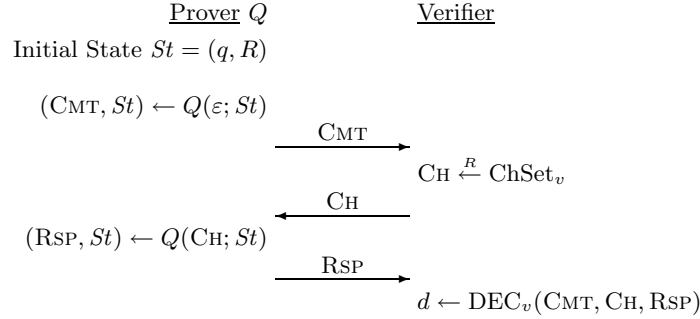 Prover Q Verifier
Initial State St = (q, R)
(CMT, St) ← Q(ε; St)
CMT
CH ←R ChSet_v
CH
(RSP, St) ← Q(CH; St)
RSP
d ← DEC_v(CMT, CH, RSP)